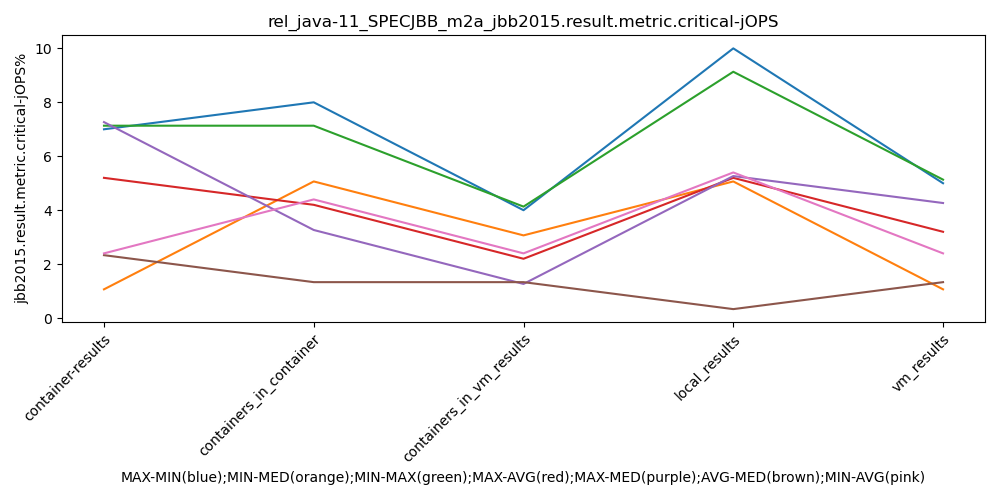 rel_java-11_SPECJBB_m2a_jbb2015.result.metric.critical-jOPS
jbb2015.result.metric.critical-jOPS%
10
8
6
4
2
0
container-results
containers_in_container
containers_in_vm_results
local_results
vm_results
MAX-MIN(blue);MIN-MED(orange);MIN-MAX(green);MAX-AVG(red);MAX-MED(purple);AVG-MED(brown);MIN-AVG(pink)